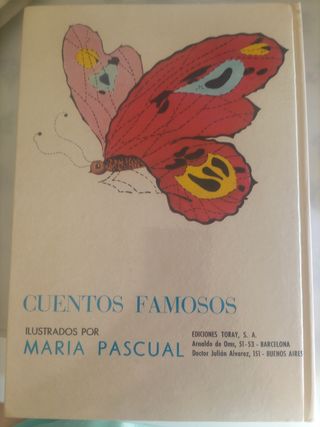 CUENTOS FAMOSOS
ILUSTRADOS POR
MARIA PASCUAL
EDICIONES TORAY, S. A.
Arnaldo de Oms, 51-53 - BARCELONA
Doctor Julián Alvarez, 151 - BUENOS AIRES